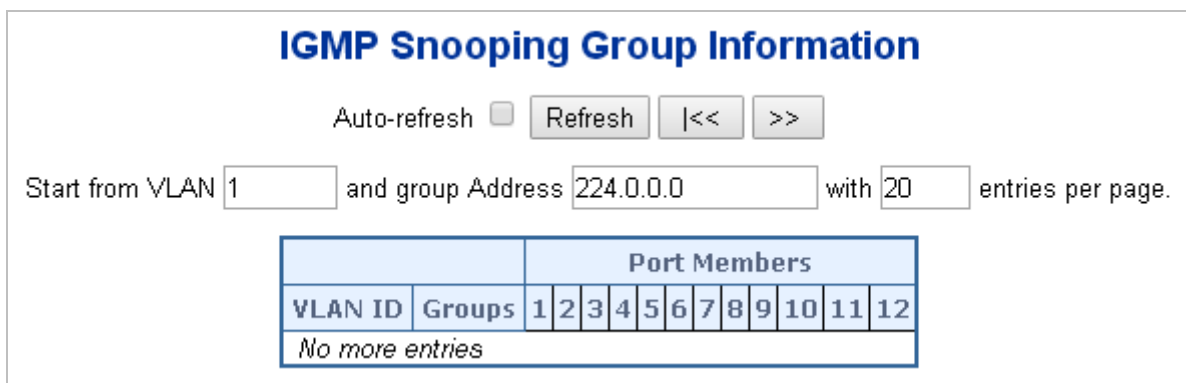 IGMP Snooping Group Information
Auto-refresh Refresh |<< >>
Start from VLAN 1 and group Address 224.0.0.0 with 20 entries per page.
Port Members
VLAN ID Groups 1 2 3 4 5 6 7 8 9 10 11 12
No more entries